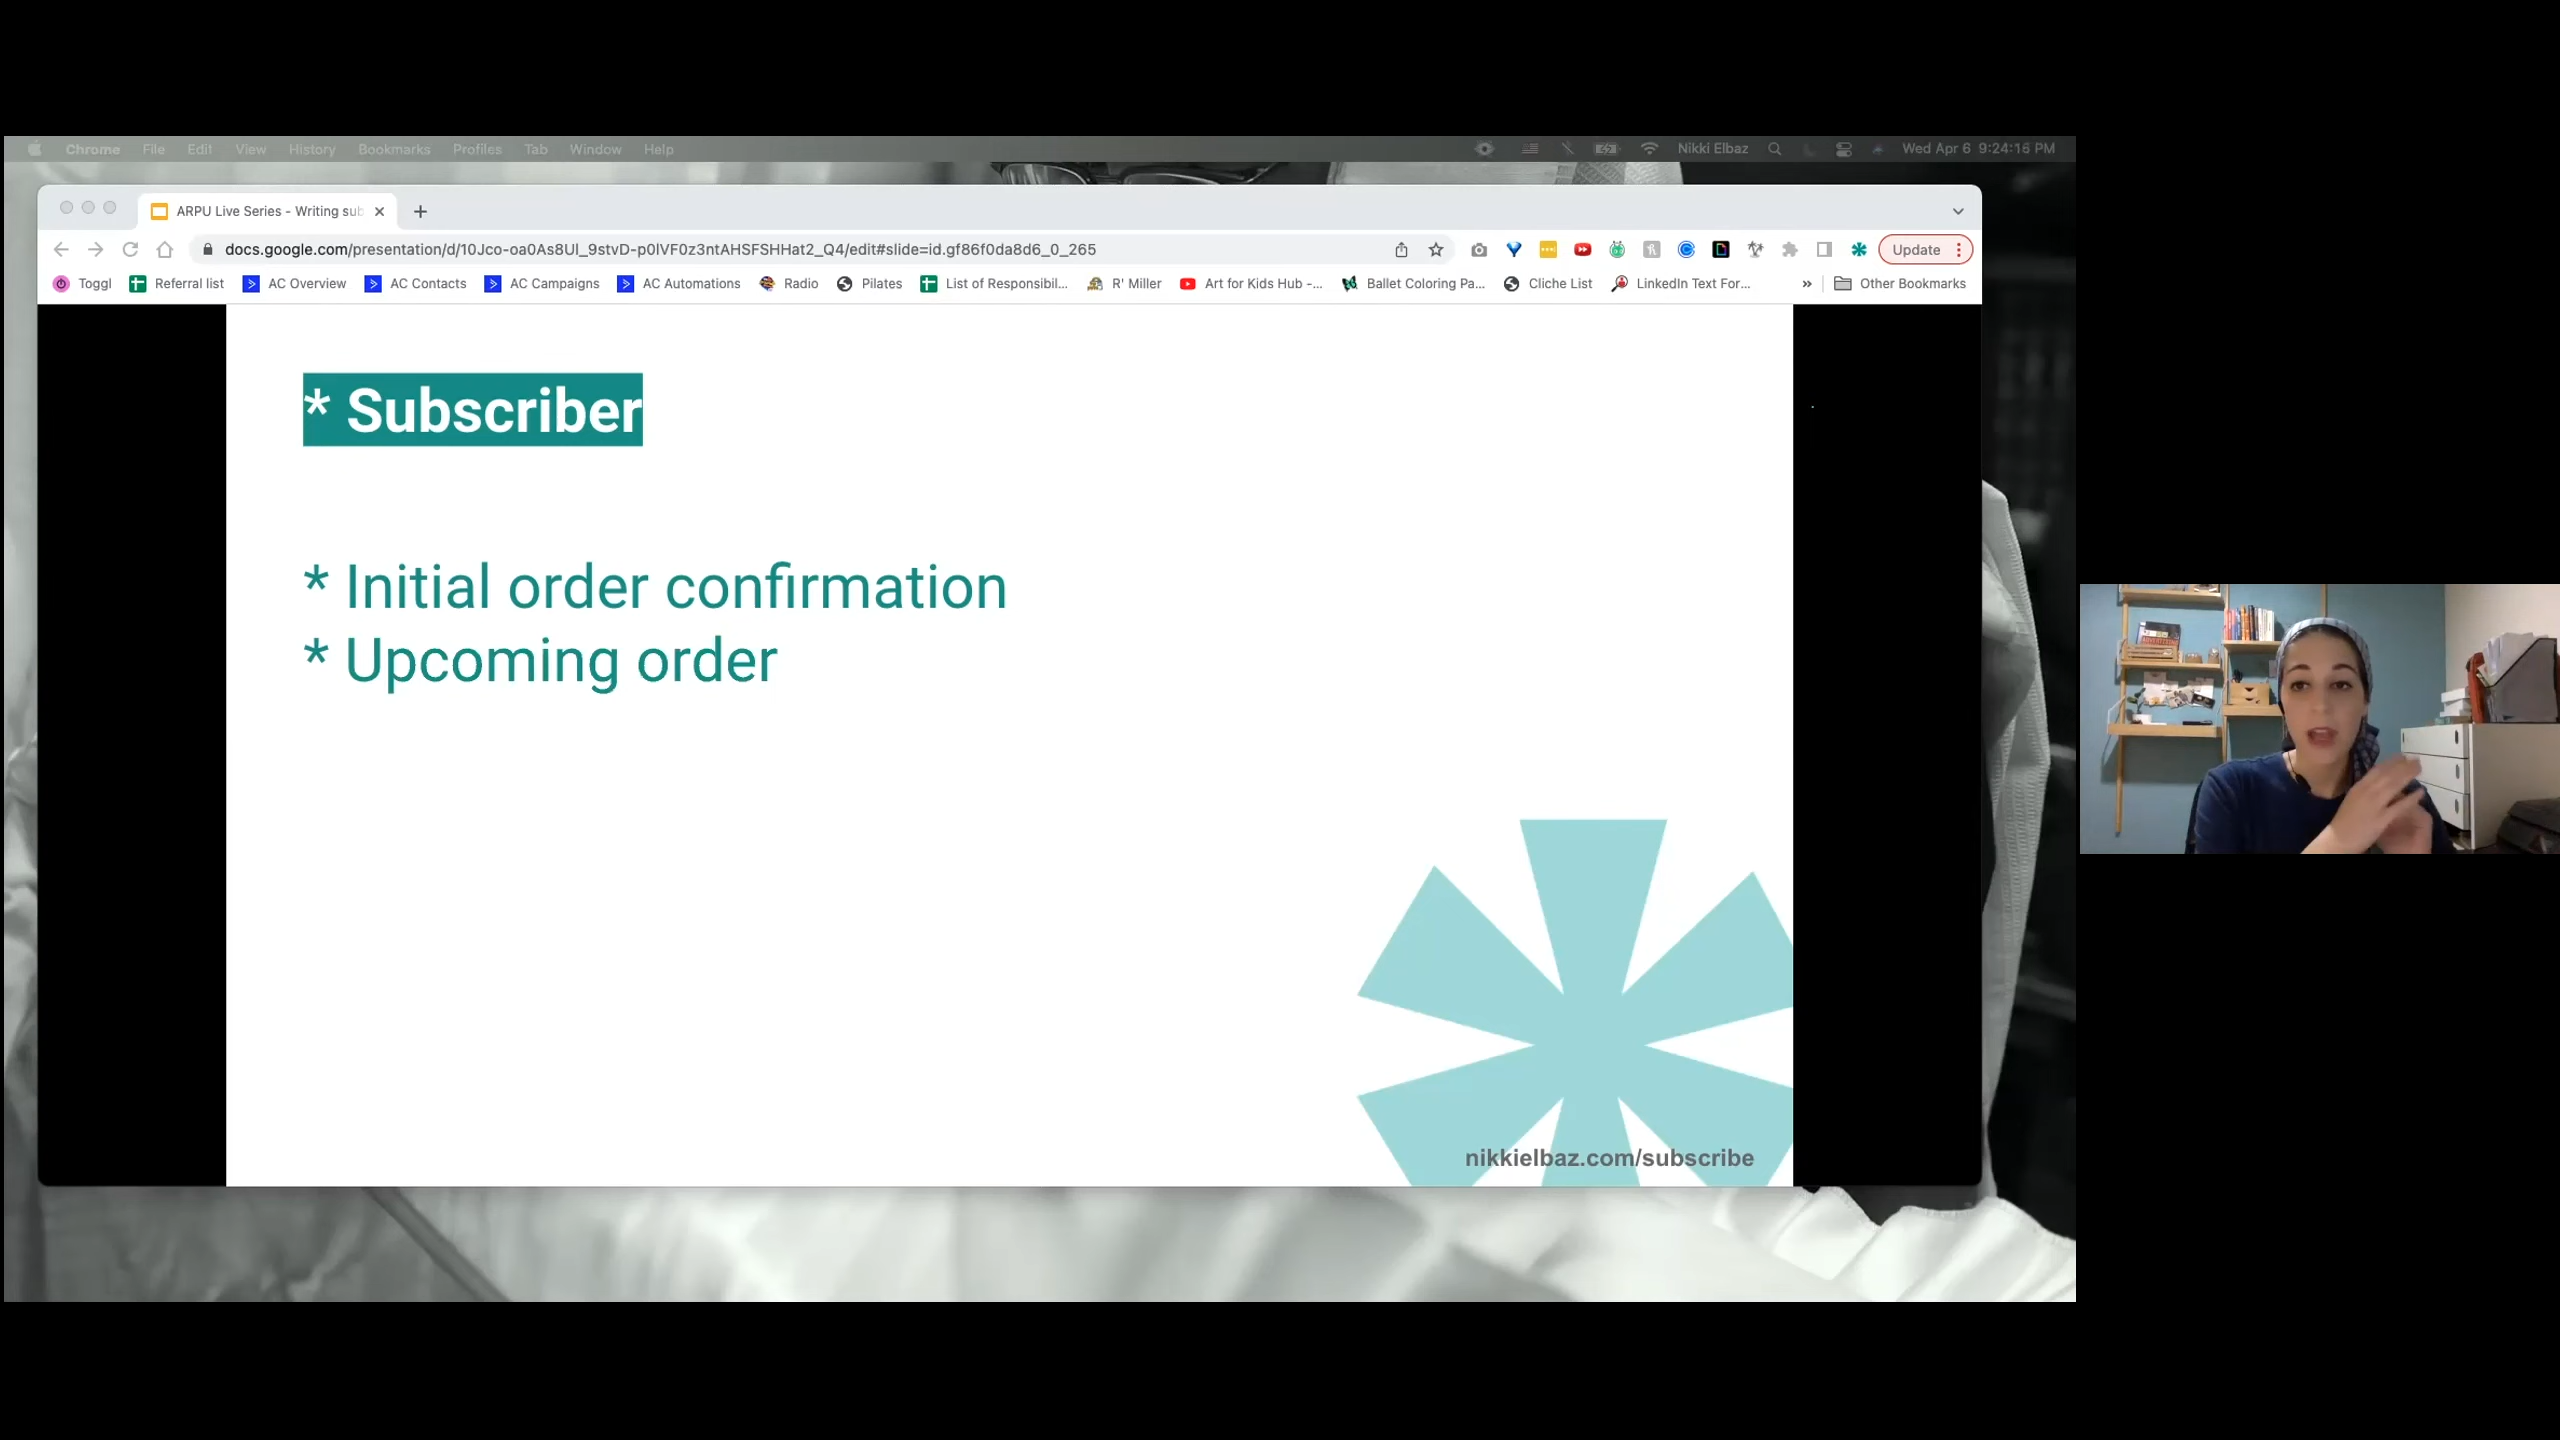 Chrome File Edit View History Bookmarks Profiles Tab Window Help Nikki Elbaz Wed Apr 6 9:24:16 PM
ARPU Live Series - Writing sub
docs.google.com/presentation/d/10Jco-oa0As8Ul_9stvD-p0lVF0z3ntAHSFSHHat2_Q4/edit#slide=id.gf86f0da8d6_0_265 Update
Toggl Referral list AC Overview AC Contacts AC Campaigns AC Automations Radio Pilates List of Responsibil... R' Miller Art for Kids Hub -... Ballet Coloring Pa... Cliche List LinkedIn Text For... » Other Bookmarks
* Subscriber
* Initial order confirmation
* Upcoming order
nikkielbaz.com/subscribe